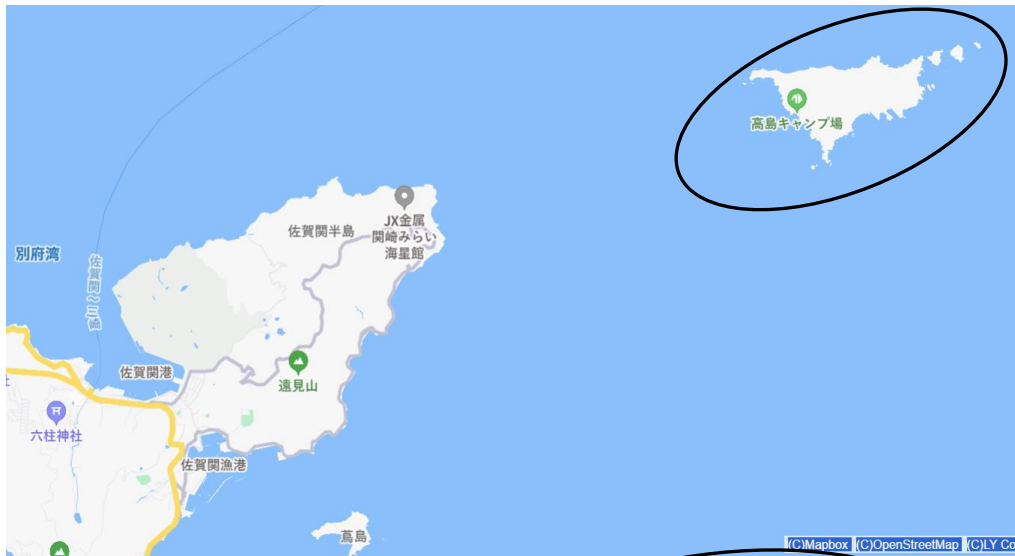 高島キャンプ場
JX金属
関崎みらい
海星館
佐賀関半島
別府湾
佐賀関～三崎
佐賀関港
遠見山
社
六柱神社
佐賀関漁港
蔦島
(C)Mapbox (C)OpenStreetMap (C)LY Co